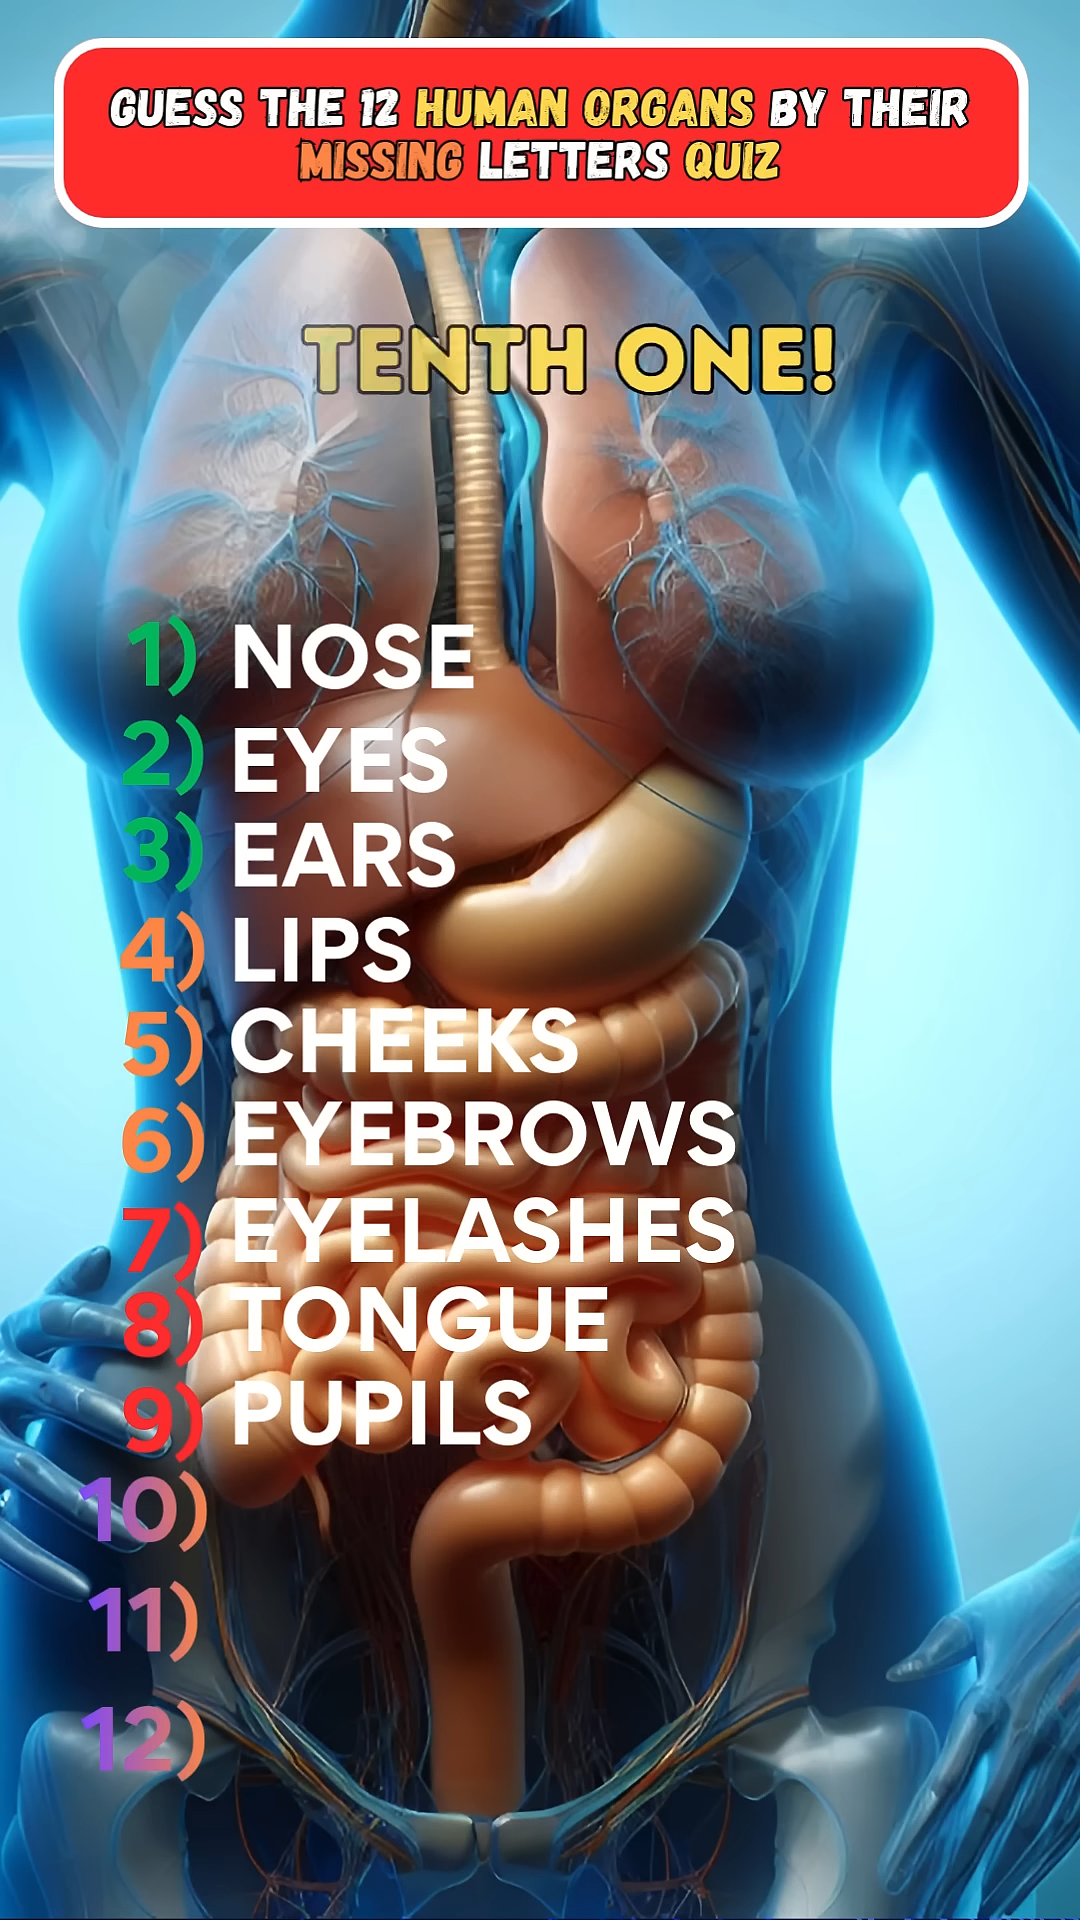 GUESS THE 12 HUMAN ORGANS BY THEIR
MISSING LETTERS QUIZ
TENTH ONE!
1) NOSE
2) EYES
3) EARS
4) LIPS
5) CHEEKS
6) EYEBROWS
7) EYELASHES
8) TONGUE
9) PUPILS
10)
11)
12)